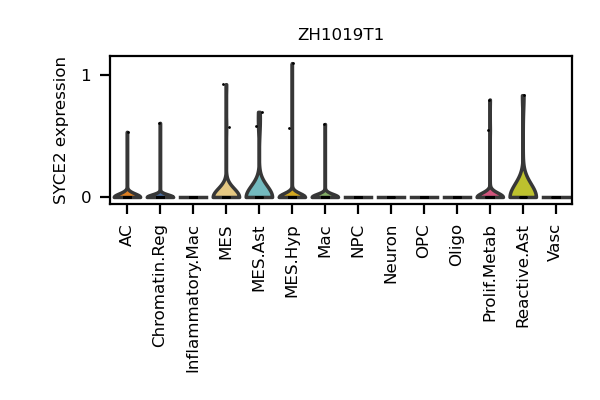 ZH1019T1
SYCE2 expression
1
0
AC
Chromatin.Reg
Inflammatory.Mac
MES
MES.Ast
MES.Hyp
Mac
NPC
Neuron
OPC
Oligo
Prolif.Metab
Reactive.Ast
Vasc